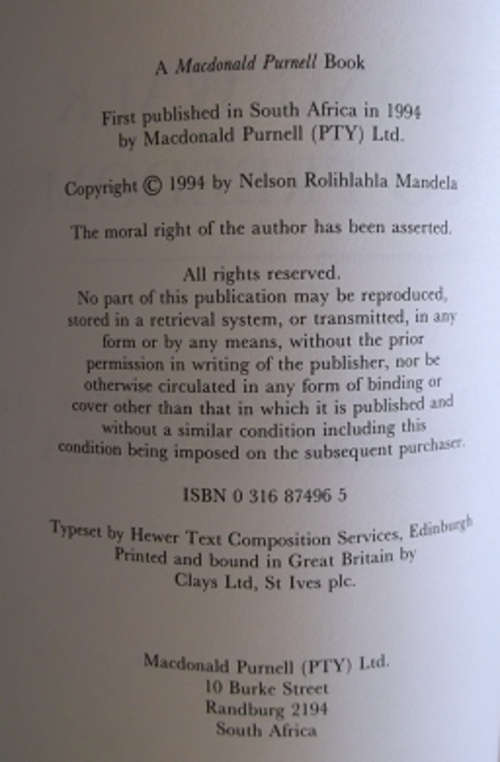 A Macdonald Purnell Book
First published in South Africa in 1994
by Macdonald Purnell (PTY) Ltd.
Copyright © 1994 by Nelson Rolihlahla Mandela
The moral right of the author has been asserted.
All rights reserved.
No part of this publication may be reproduced,
stored in a retrieval system, or transmitted, in any
form or by any means, without the prior
permission in writing of the publisher, nor be
otherwise circulated in any form of binding or
cover other than that in which it is published and
without a similar condition including this
condition being imposed on the subsequent purchaser.
ISBN 0 316 87496 5
Typeset by Hewer Text Composition Services, Edinburgh
Printed and bound in Great Britain by
Clays Ltd, St Ives plc.
Macdonald Purnell (PTY) Ltd.
10 Burke Street
Randburg 2194
South Africa